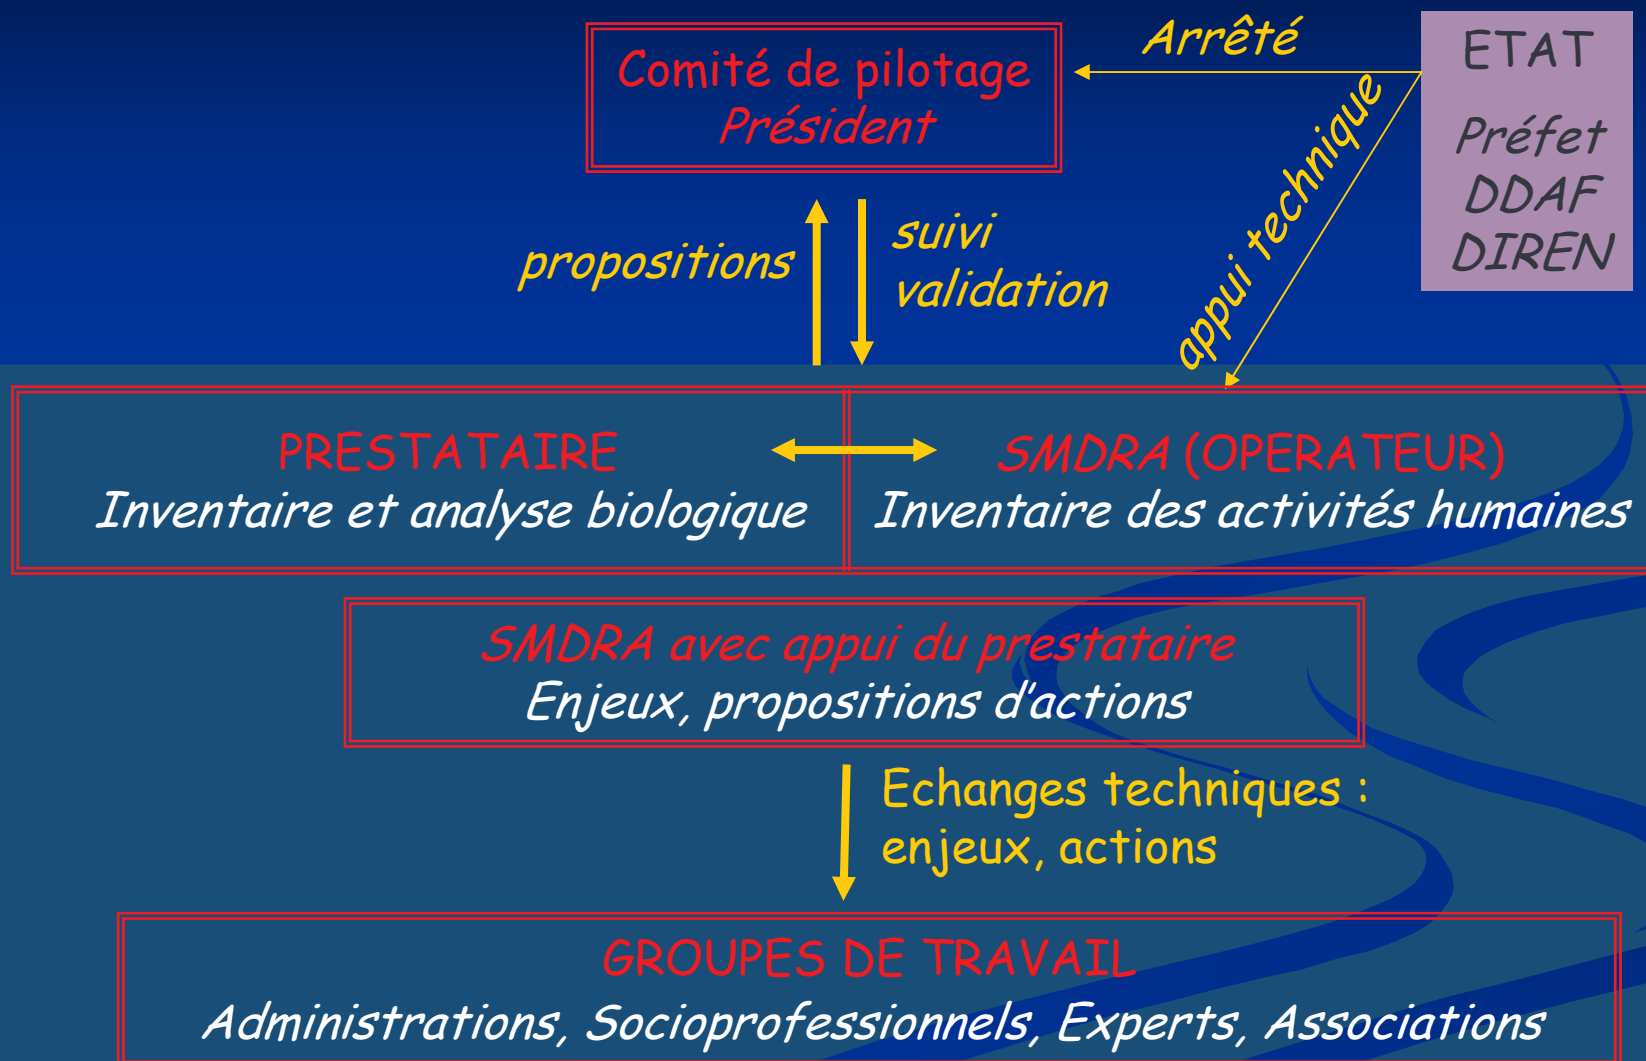 Comité de pilotage
Président
Arrêté
ETAT
Préfet
DDAF
DIREN
appui technique
propositions
suivi
validation
PRESTATAIRE
Inventaire et analyse biologique
SMDRA (OPERATEUR)
Inventaire des activités humaines
SMDRA avec appui du prestataire
Enjeux, propositions d’actions
Echanges techniques :
enjeux, actions
GROUPES DE TRAVAIL
Administrations, Socioprofessionnels, Experts, Associations